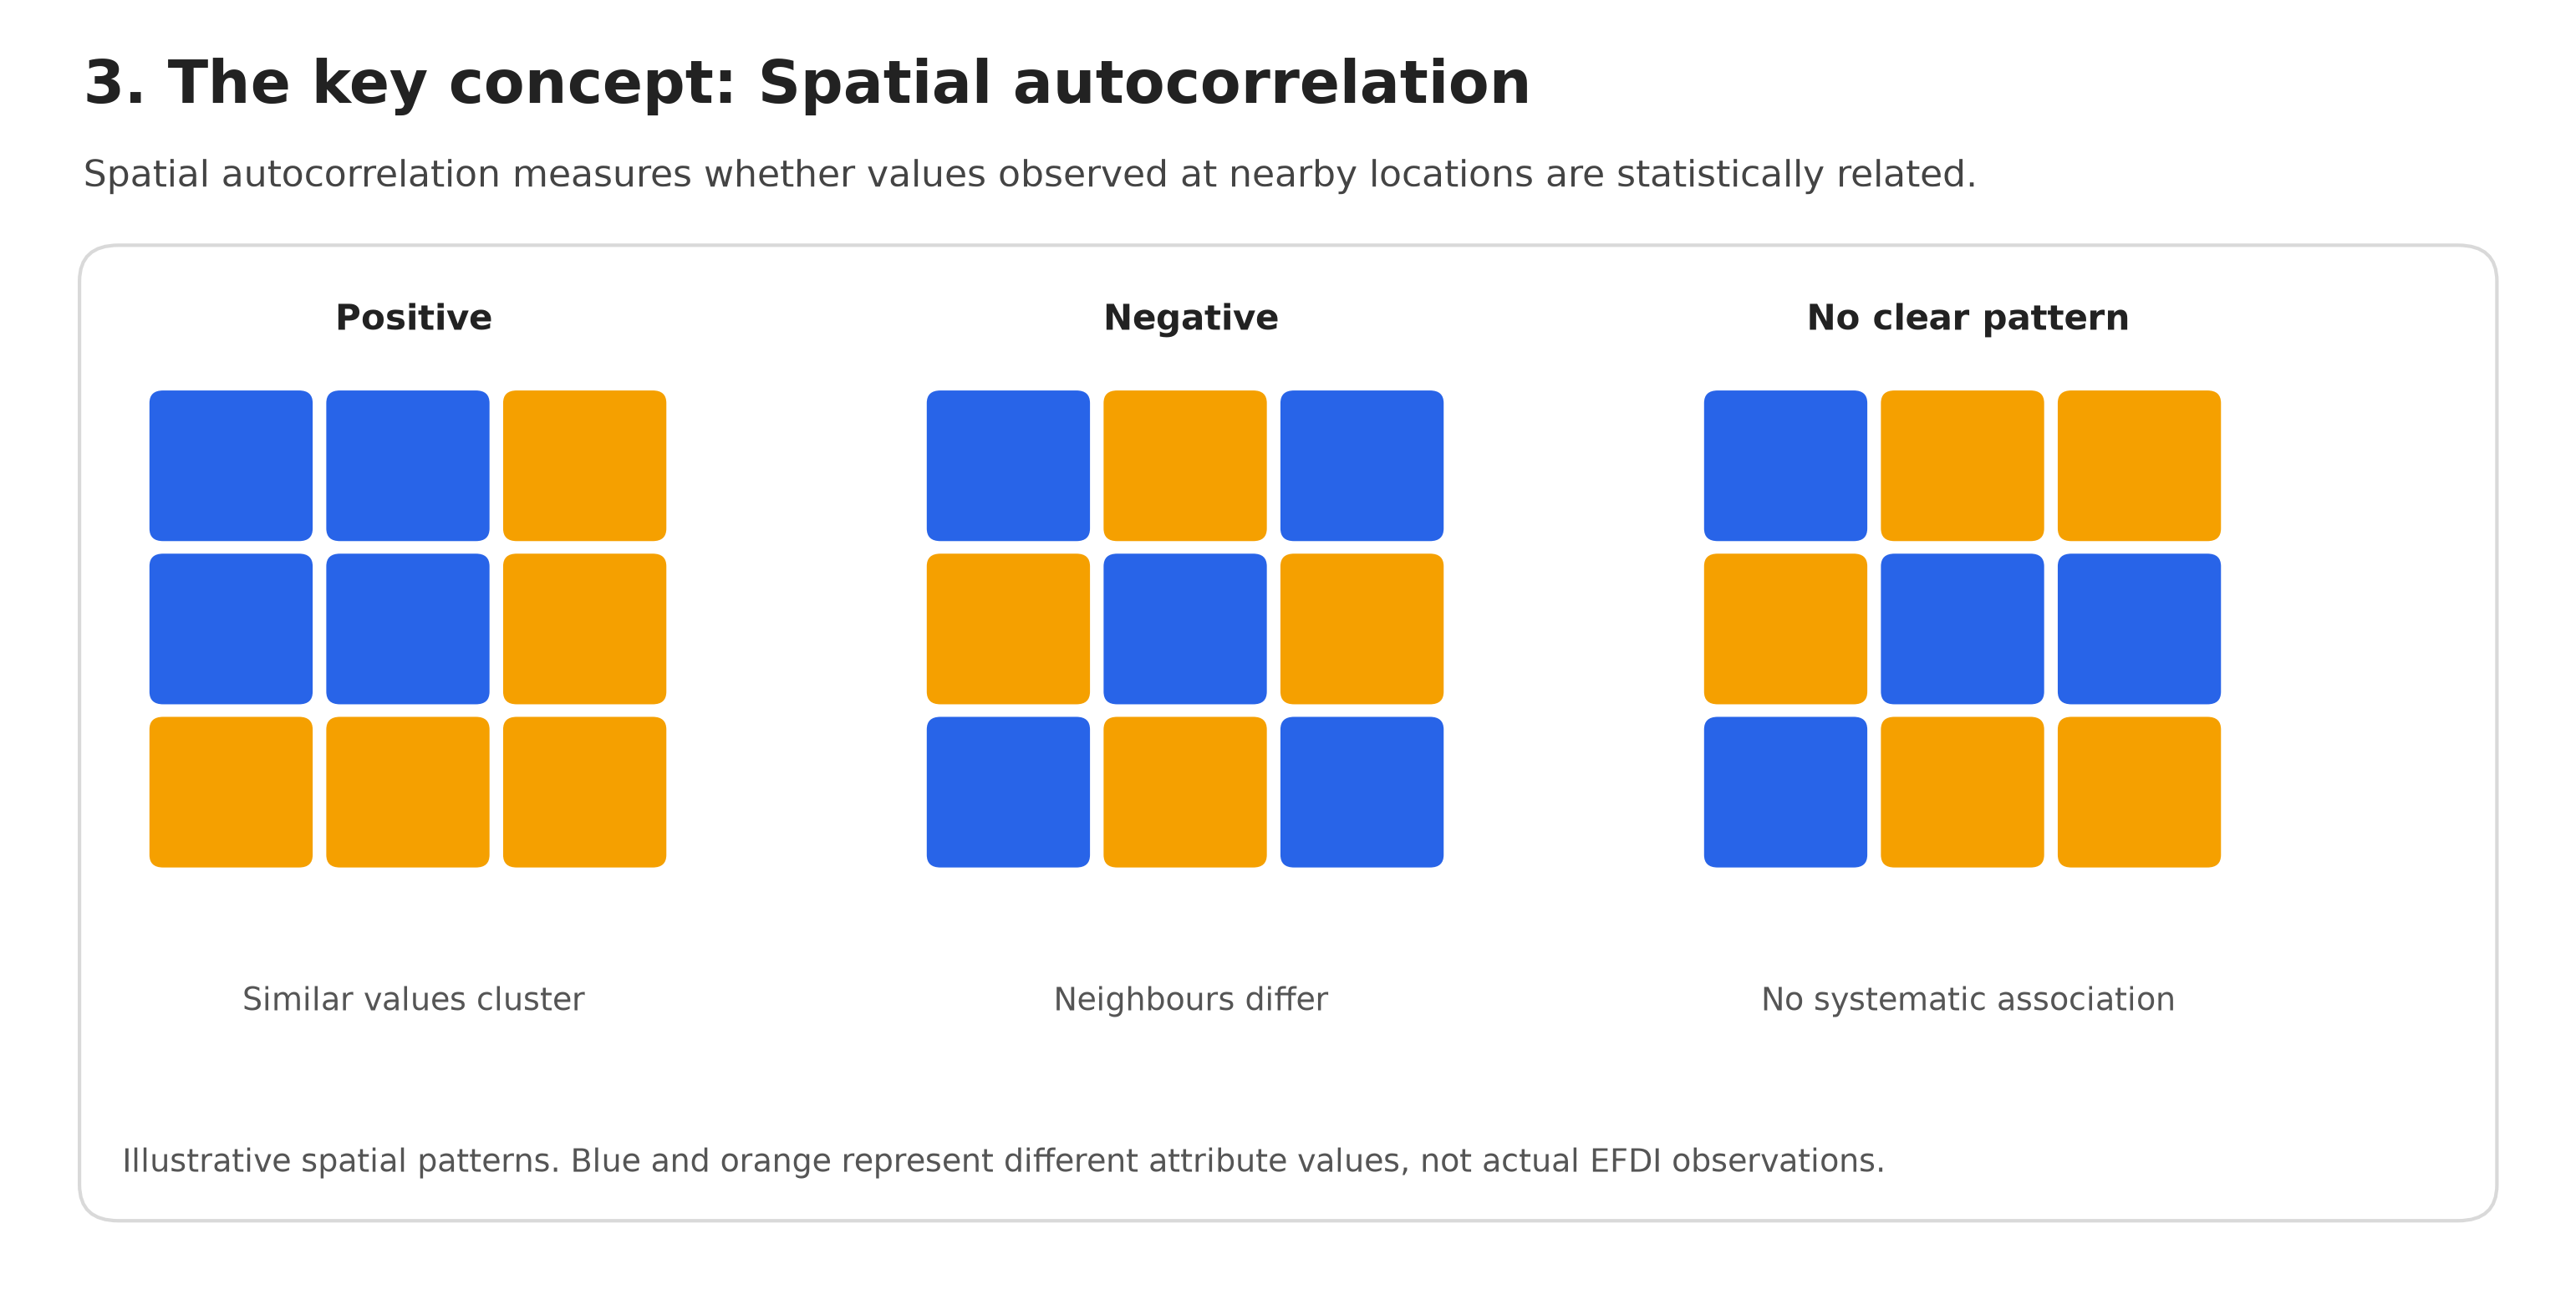 3. The key concept: Spatial autocorrelation
Spatial autocorrelation measures whether values observed at nearby locations are statistically related.
Positive
Negative
No clear pattern
Similar values cluster
Neighbours differ
No systematic association
Illustrative spatial patterns. Blue and orange represent different attribute values, not actual EFDI observations.